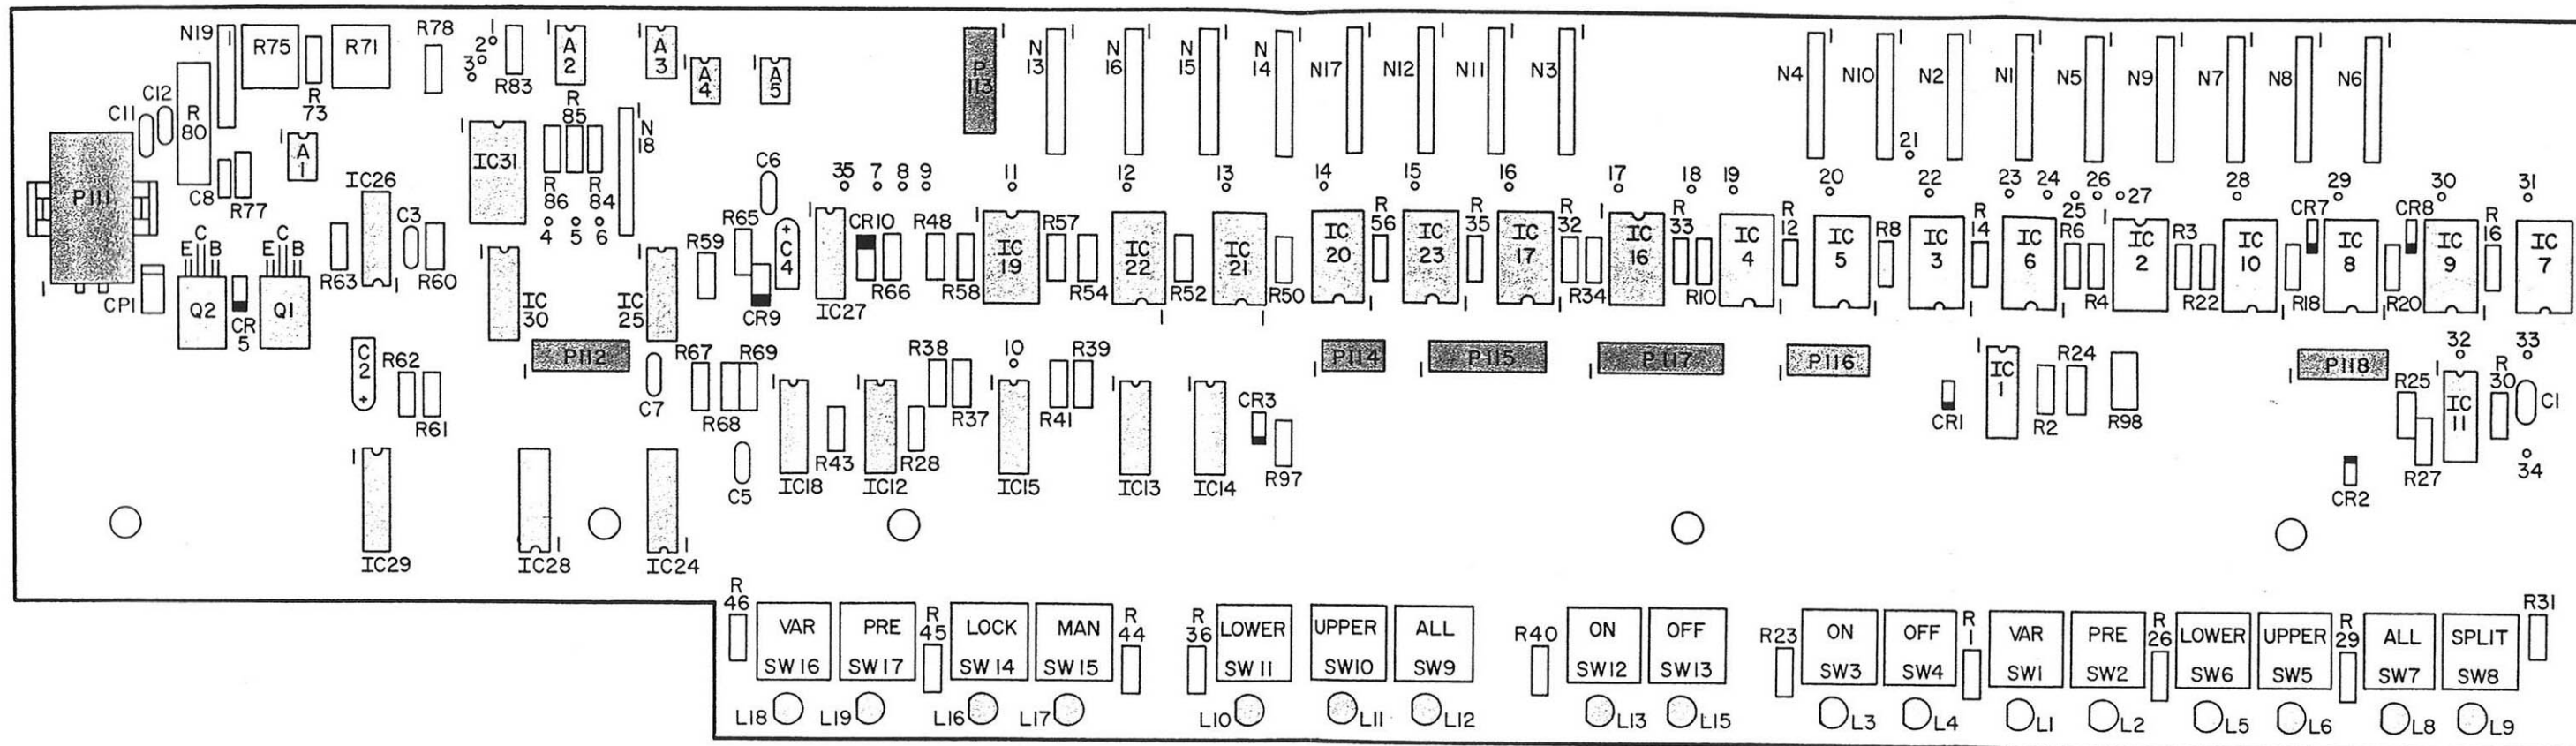 N19
R75
R71
R78
1
2
3
R83
A2
A3
A4
A5
P113
N13
N16
N15
N14
N17
N12
N11
N3
N4
N10
N2
N1
N5
N9
N7
N8
N6
C11
C12
R80
R73
A1
IC31
R85
N18
21
P111
C8
R77
IC26
R86
R84
4
5
6
C6
35
7
8
9
11
12
13
14
15
16
17
18
19
20
22
23
24
25
26
27
28
29
30
31
E C B
E C B
R63
C3
R60
R59
R65
+C4
CR10
R66
R48
R58
IC19
R57
R54
IC22
R52
IC21
R50
IC20
R56
IC23
R35
IC17
R32
R34
IC16
R33
R10
IC4
R12
IC5
R8
IC3
R14
IC6
R6
R4
IC2
R3
R22
IC10
R18
CR7
IC8
R20
CR8
IC9
R16
IC7
CP1
Q2
CR5
Q1
IC30
IC25
CR9
IC27
C2+
R62
R61
P112
C7
R67
R69
R68
R38
R37
10
R39
R41
P114
P115
P117
P116
IC1
R24
R2
R98
CR1
P118
32
33
R25
IC11
R30
C1
R27
34
CR2
C5
IC18
R43
IC12
R28
IC15
IC13
IC14
CR3
R97
IC29
IC28
IC24
R46
VAR
SW16
PRE
SW17
R45
LOCK
SW14
MAN
SW15
R44
R36
LOWER
SW11
UPPER
SW10
ALL
SW9
R40
ON
SW12
OFF
SW13
R23
ON
SW3
OFF
SW4
R1
VAR
SW1
PRE
SW2
R26
LOWER
SW6
UPPER
SW5
R29
ALL
SW7
SPLIT
SW8
R31
L18
L19
L16
L17
L10
L11
L12
L13
L15
L3
L4
L1
L2
L5
L6
L8
L9